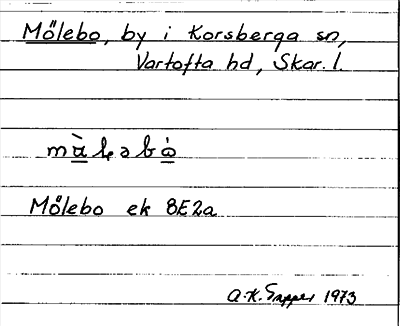 Mölebo, by i Korsberga sn,
Vartofta hd, Skar. l.
Mölebo ek 8E2a
A.-K. 1973